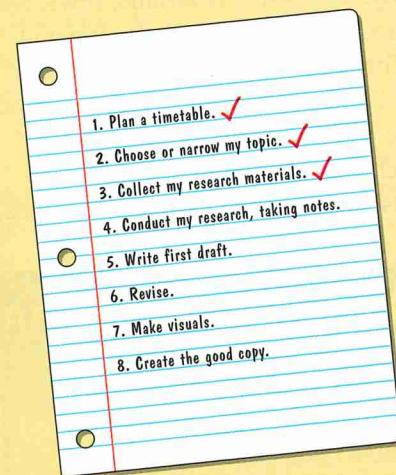 1. Plan a timetable. ✓
2. Choose or narrow my topic. ✓
3. Collect my research materials. ✓
4. Conduct my research, taking notes.
5. Write first draft.
6. Revise.
7. Make visuals.
8. Create the good copy.